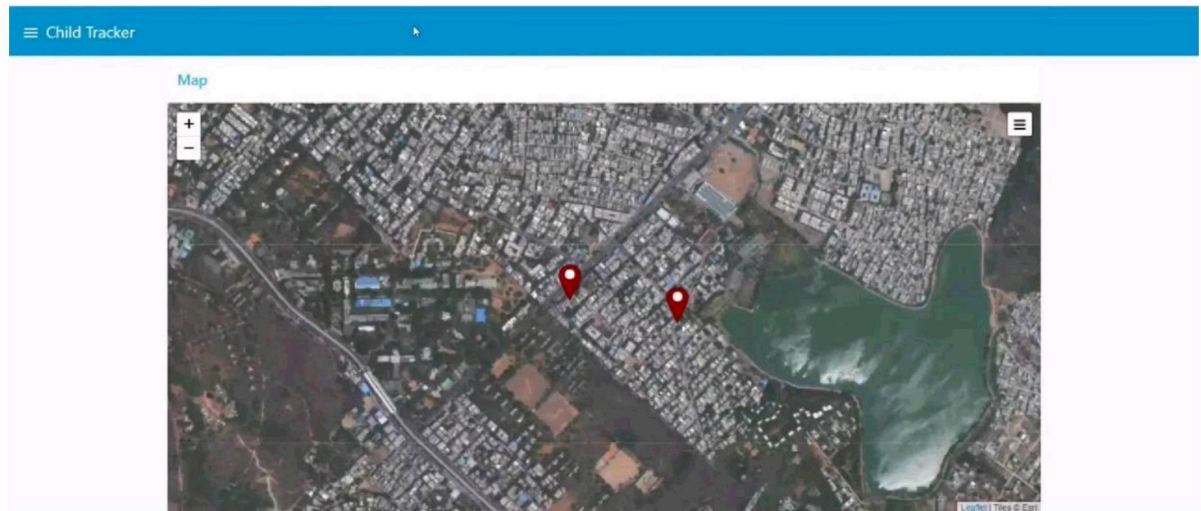 ≡ Child Tracker
Map
+
−
≡
Leaflet | Tiles © Esri